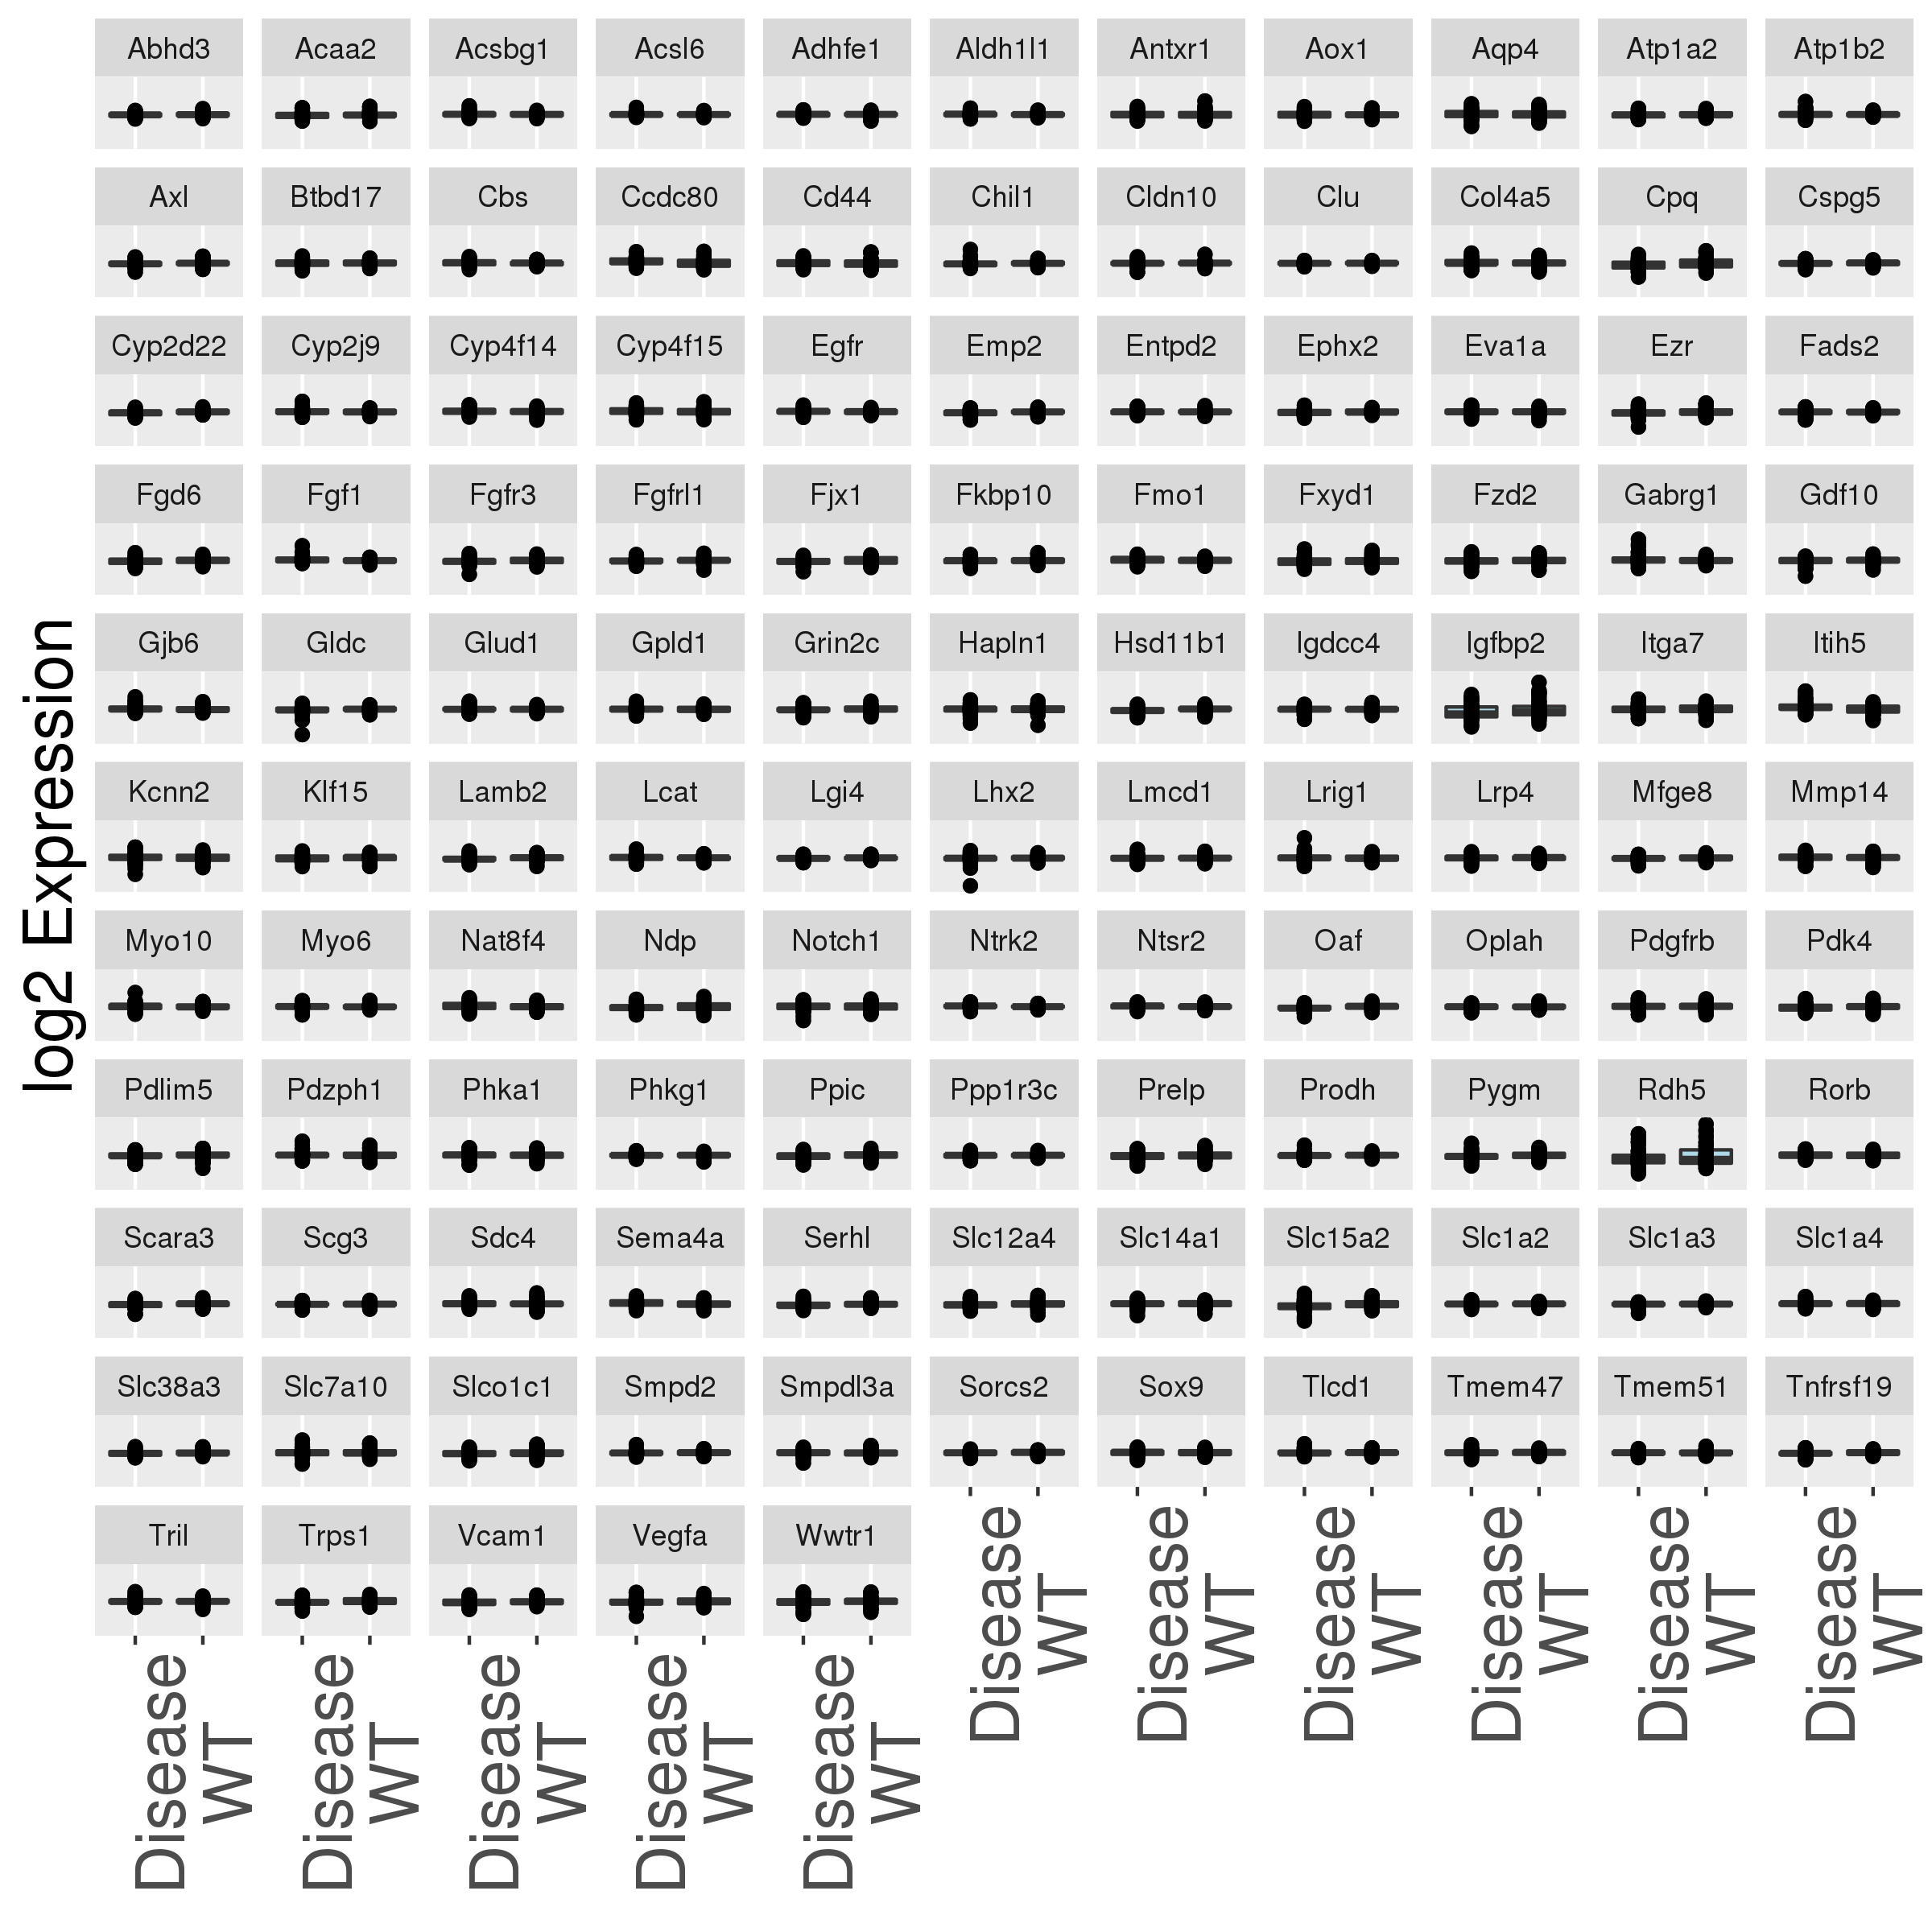 Abhd3 Acaa2 Acsbg1 Acsl6 Adhfe1 Aldh1l1 Antxr1 Aox1 Aqp4 Atp1a2 Atp1b2
Axl Btbd17 Cbs Ccdc80 Cd44 Chil1 Cldn10 Clu Col4a5 Cpq Cspg5
Cyp2d22 Cyp2j9 Cyp4f14 Cyp4f15 Egfr Emp2 Entpd2 Ephx2 Eva1a Ezr Fads2
Fgd6 Fgf1 Fgfr3 Fgfrl1 Fjx1 Fkbp10 Fmo1 Fxyd1 Fzd2 Gabrg1 Gdf10
Gjb6 Gldc Glud1 Gpld1 Grin2c Hapln1 Hsd11b1 Igdcc4 Igfbp2 Itga7 Itih5
Kcnn2 Klf15 Lamb2 Lcat Lgi4 Lhx2 Lmcd1 Lrig1 Lrp4 Mfge8 Mmp14
Myo10 Myo6 Nat8f4 Ndp Notch1 Ntrk2 Ntsr2 Oaf Oplah Pdgfrb Pdk4
Pdlim5 Pdzph1 Phka1 Phkg1 Ppic Ppp1r3c Prelp Prodh Pygm Rdh5 Rorb
Scara3 Scg3 Sdc4 Sema4a Serhl Slc12a4 Slc14a1 Slc15a2 Slc1a2 Slc1a3 Slc1a4
Slc38a3 Slc7a10 Slco1c1 Smpd2 Smpdl3a Sorcs2 Sox9 Tlcd1 Tmem47 Tmem51 Tnfrsf19
Tril Trps1 Vcam1 Vegfa Wwtr1
Disease WT Disease WT Disease WT Disease WT Disease WT Disease WT
Disease WT Disease WT Disease WT Disease WT Disease WT
log2 Expression